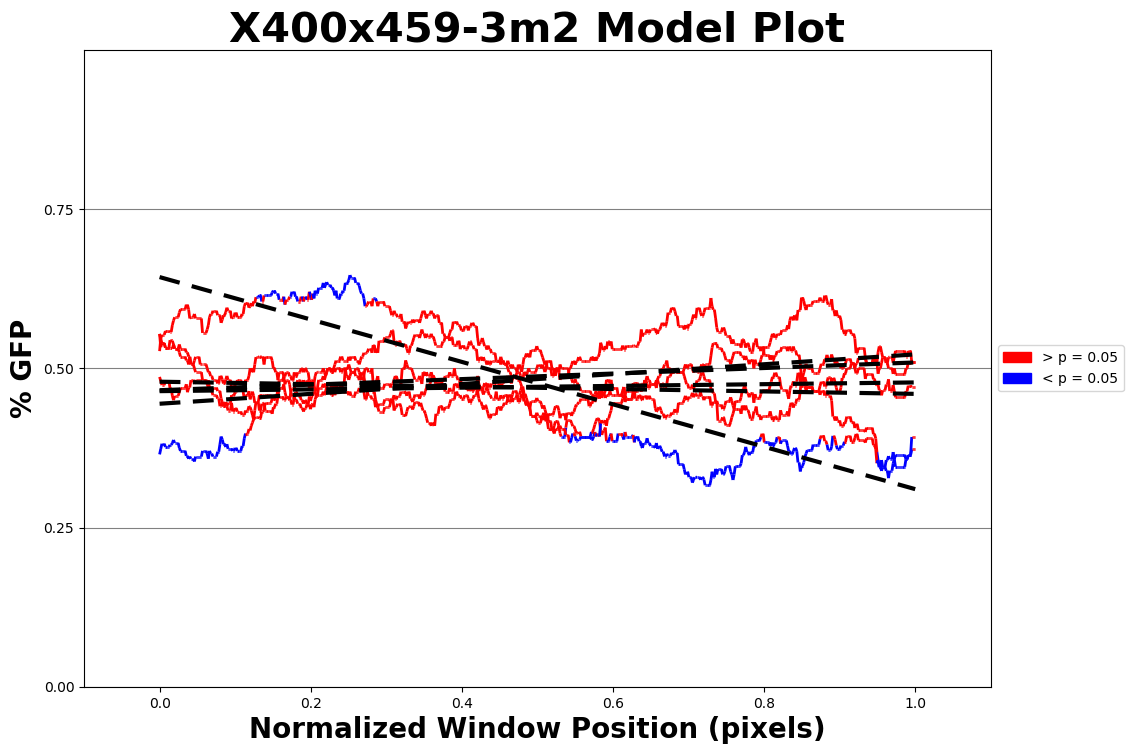 X400x459-3m2 Model Plot
% GFP
0.75
0.50
0.25
0.00
0.0 0.2 0.4 0.6 0.8 1.0
Normalized Window Position (pixels)
> p = 0.05
< p = 0.05